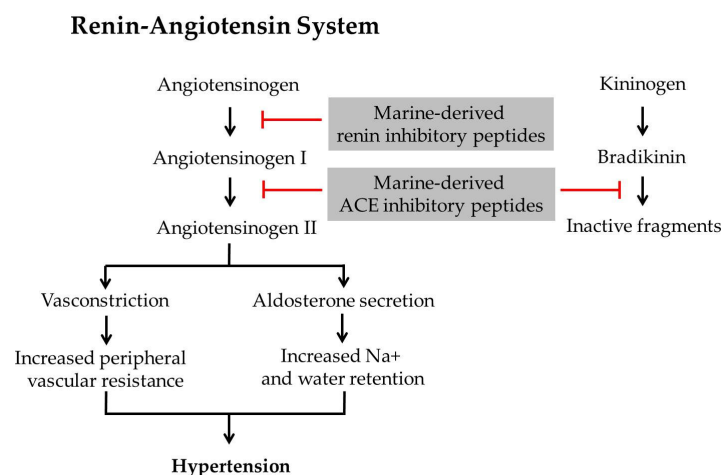 Renin-Angiotensin System
Angiotensinogen
Marine-derived
renin inhibitory peptides
Kininogen
Angiotensinogen I
Marine-derived
ACE inhibitory peptides
Bradikinin
Angiotensinogen II
Inactive fragments
Vasconstriction
Aldosterone secretion
Increased peripheral
vascular resistance
Increased Na+
and water retention
Hypertension